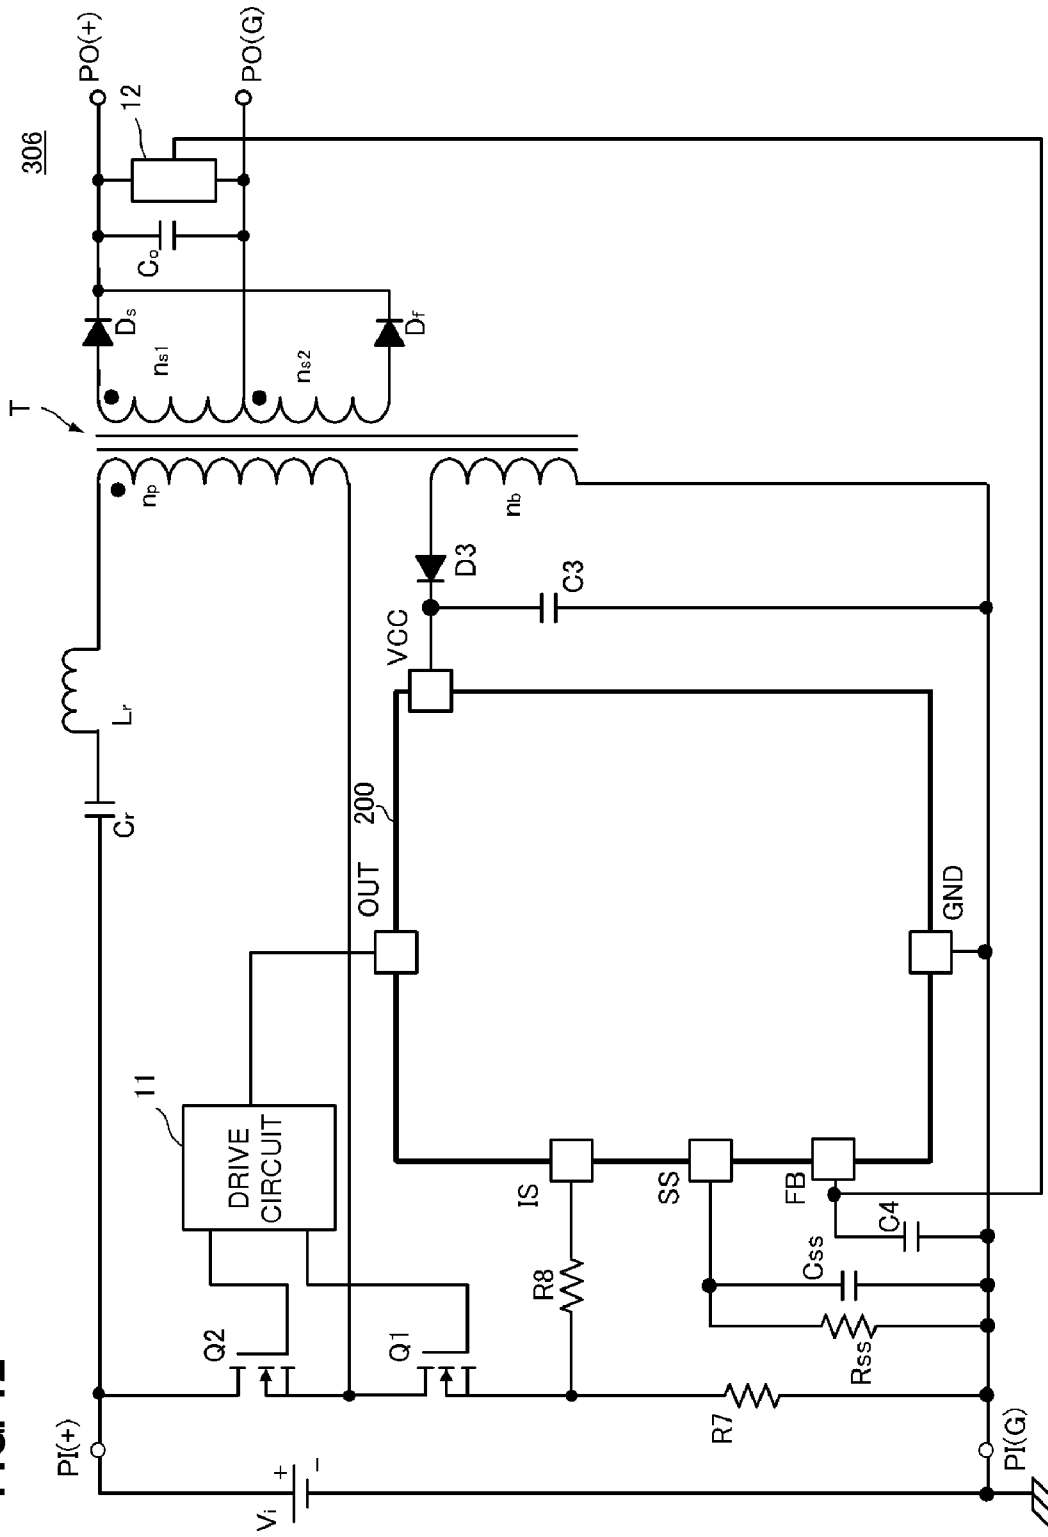 306
T
PO(+)
PO(G)
12
Co
Ds
Df
ns1
ns2
np
nb
Lr
Cr
D3
C3
VCC
200
OUT
GND
11
DRIVE
CIRCUIT
IS
SS
FB
R8
C4
Css
Rss
R7
Q2
Q1
PI(+)
PI(G)
Vi
+
−